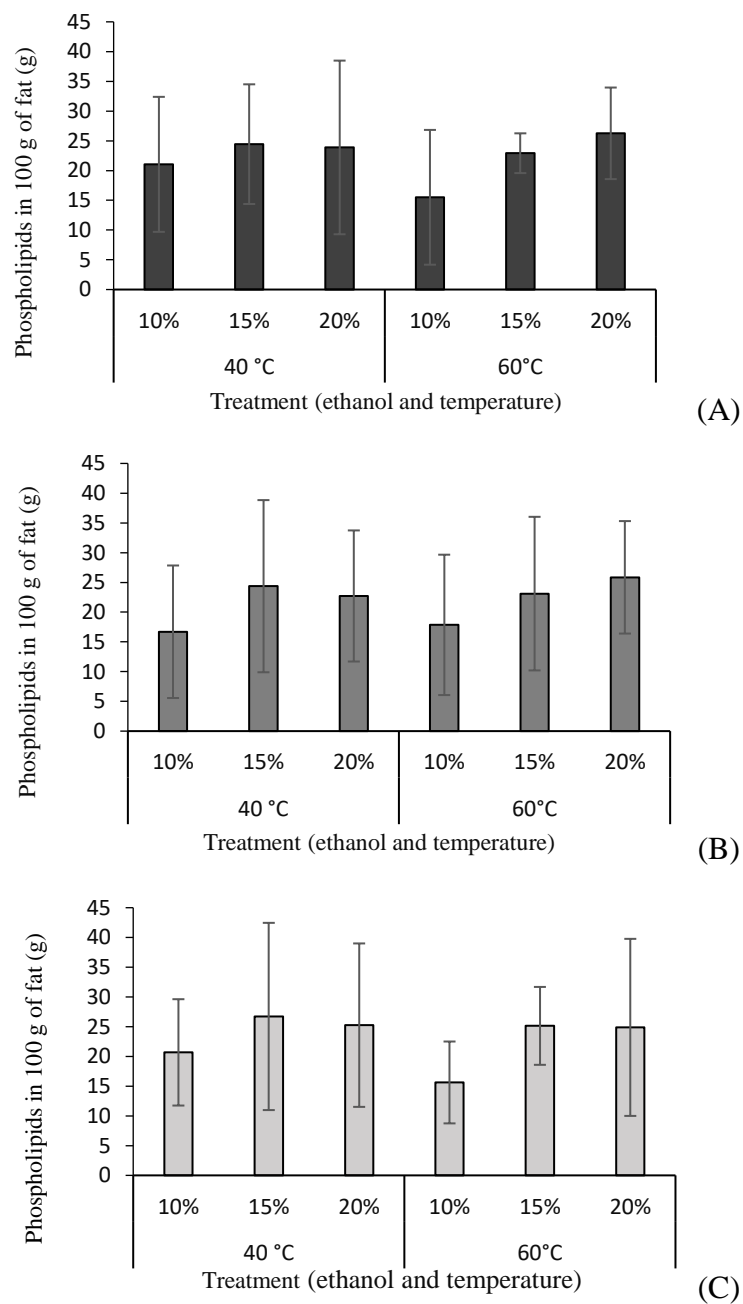 Phospholipids in 100 g of fat (g)
45
40
35
30
25
20
15
10
5
0
10% 15% 20% 10% 15% 20%
40 °C 60°C
Treatment (ethanol and temperature)
(A)
Phospholipids in 100 g of fat (g)
45
40
35
30
25
20
15
10
5
0
10% 15% 20% 10% 15% 20%
40 °C 60°C
Treatment (ethanol and temperature)
(B)
Phospholipids in 100 g of fat (g)
45
40
35
30
25
20
15
10
5
0
10% 15% 20% 10% 15% 20%
40 °C 60°C
Treatment (ethanol and temperature)
(C)